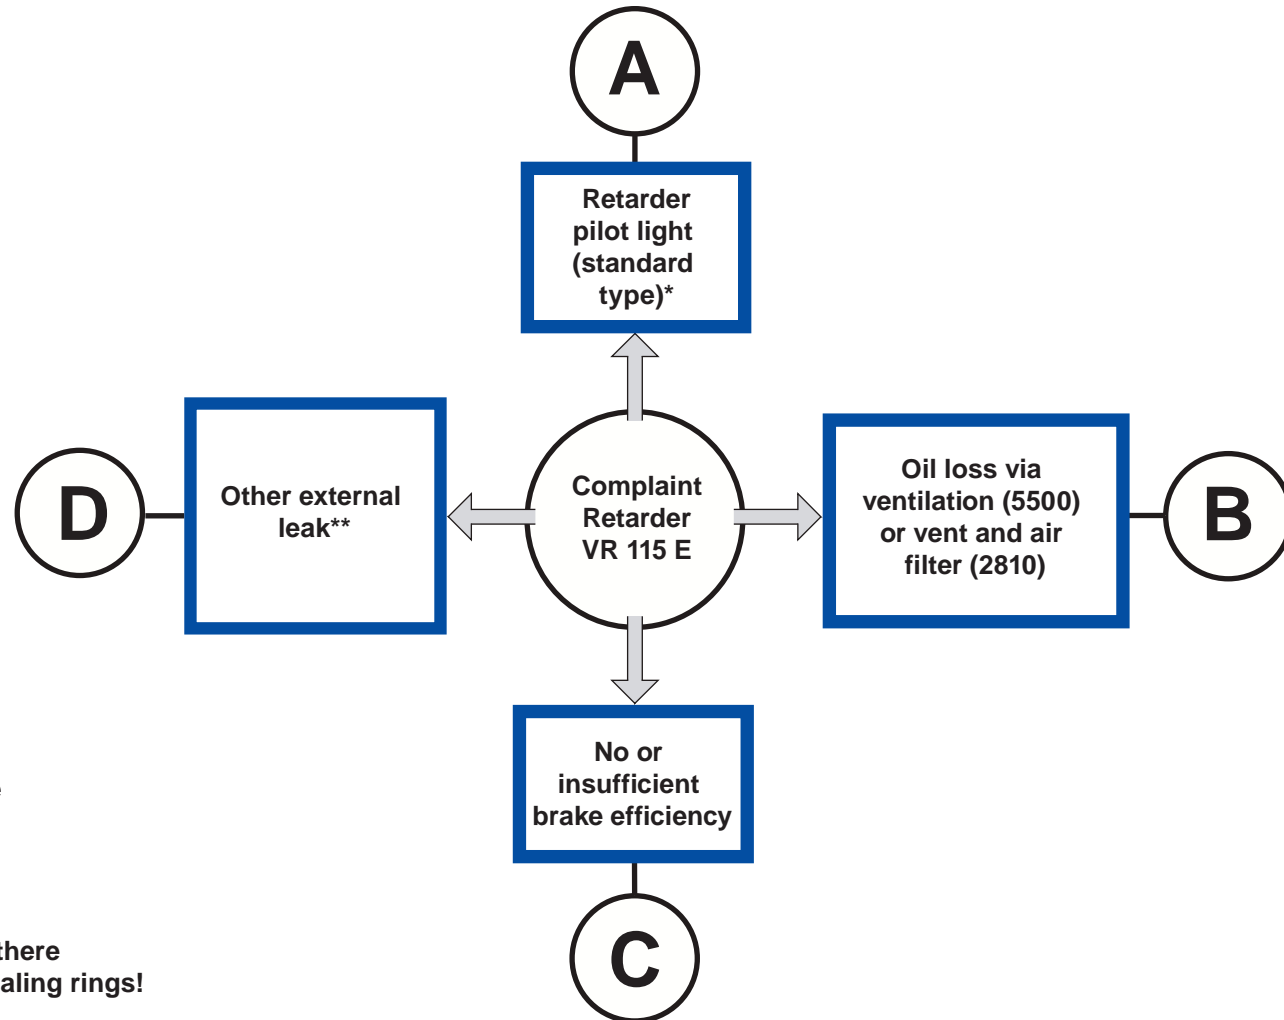 A
Retarder
pilot light
(standard
type)*
D
Other external
leak**
Complaint
Retarder
VR 115 E
Oil loss via
ventilation (5500)
or vent and air
filter (2810)
B
No or
insufficient
brake efficiency
C
there
aling rings!